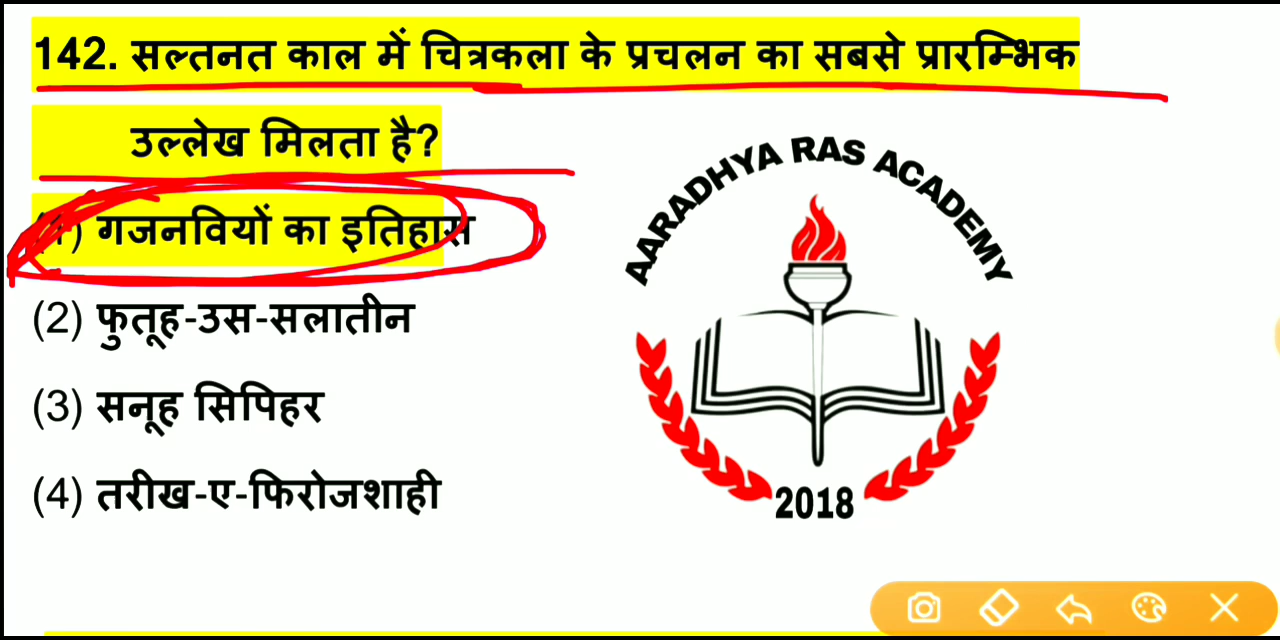 142. सल्तनत काल में चित्रकला के प्रचलन का सबसे प्रारम्भिक
उल्लेख मिलता है?
(1) गजनवियों का इतिहास
(2) फुतूह-उस-सलातीन
(3) सनूह सिपिहर
(4) तरीख-ए-फिरोजशाही
AARADHYA RAS ACADEMY
2018